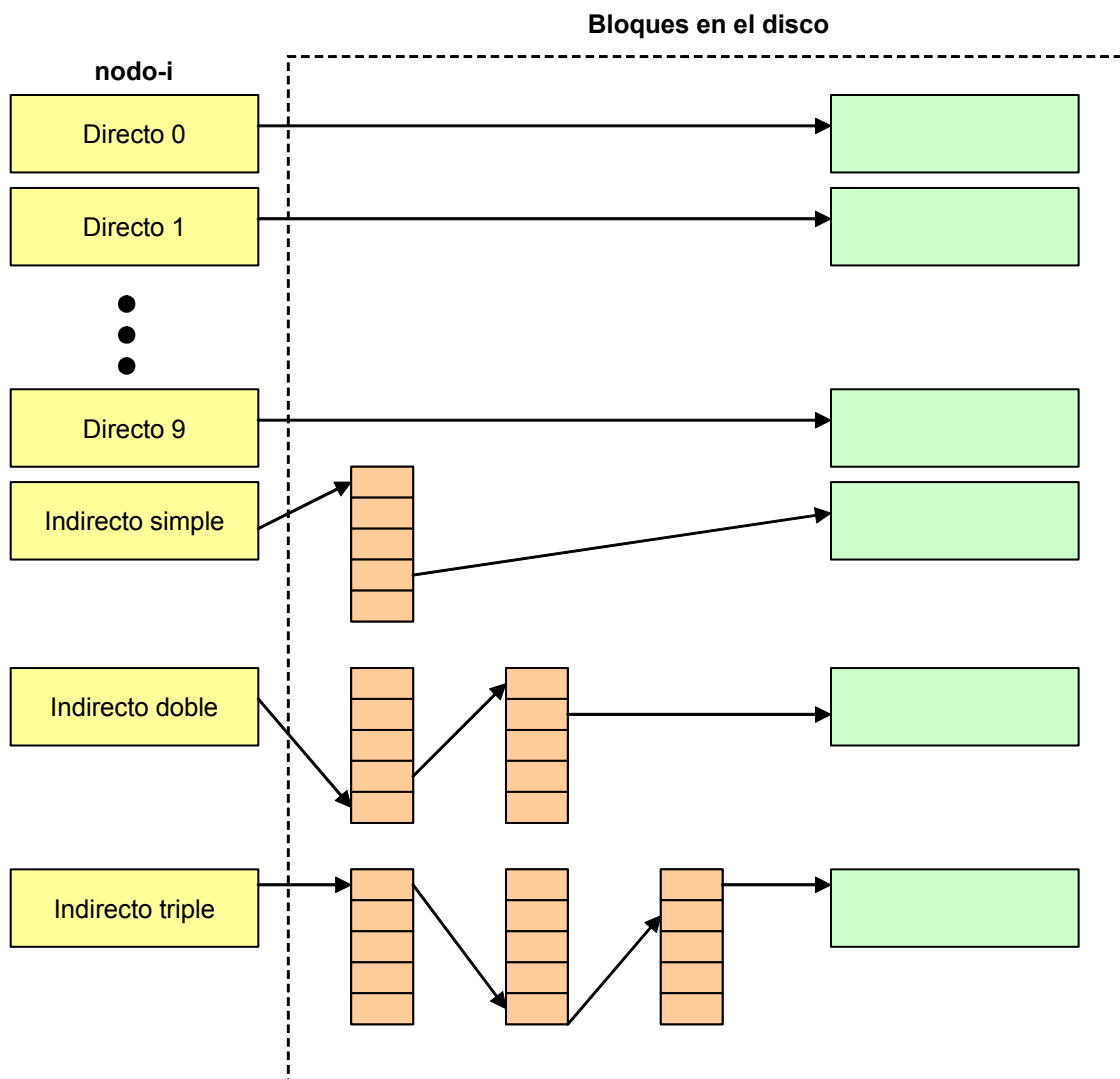 Bloques en el disco
nodo-i
Directo 0
Directo 1
Directo 9
Indirecto simple
Indirecto doble
Indirecto triple